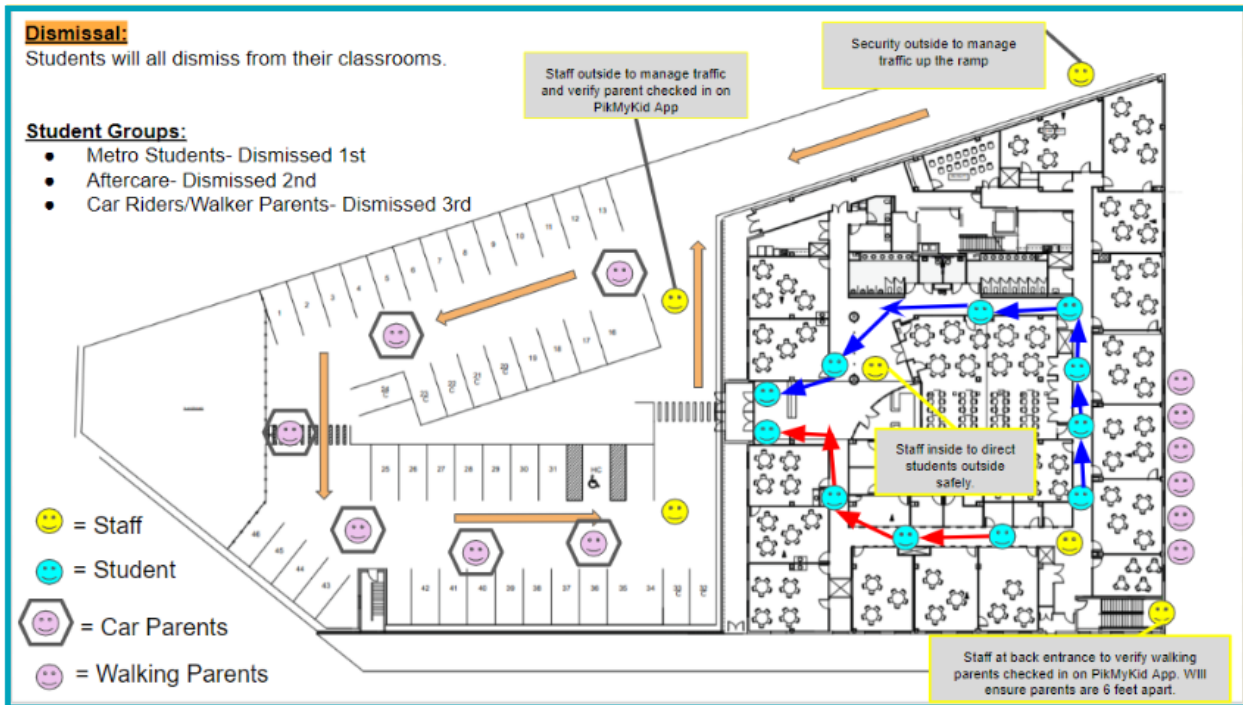 Dismissal:
Students will all dismiss from their classrooms.
Student Groups:
● Metro Students- Dismissed 1st
● Aftercare- Dismissed 2nd
● Car Riders/Walker Parents- Dismissed 3rd
Staff outside to manage traffic
and verify parent checked in on
PikMyKid App
Security outside to manage
traffic up the ramp
1
2
3
4
5
6
7
8
9
10
11
12
13
16
17
18
19
25
26
27
28
29
30
31
HC
Staff inside to direct
students outside
safely.
46
45
44
43
42
41
40
39
38
37
36
35
34
= Staff
= Student
= Car Parents
= Walking Parents
Staff at back entrance to verify walking
parents checked in on PikMyKid App. Will
ensure parents are 6 feet apart.